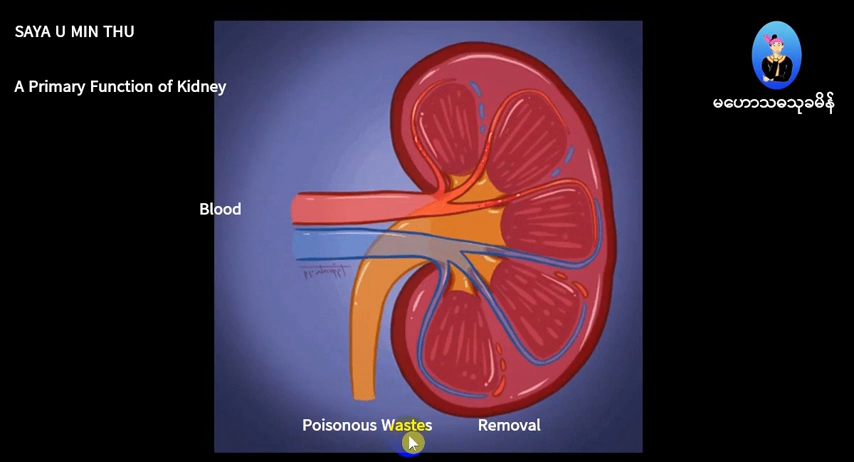 SAYA U MIN THU
A Primary Function of Kidney
မဟောသဓသုခမိန်
Blood
Poisonous Wastes Removal